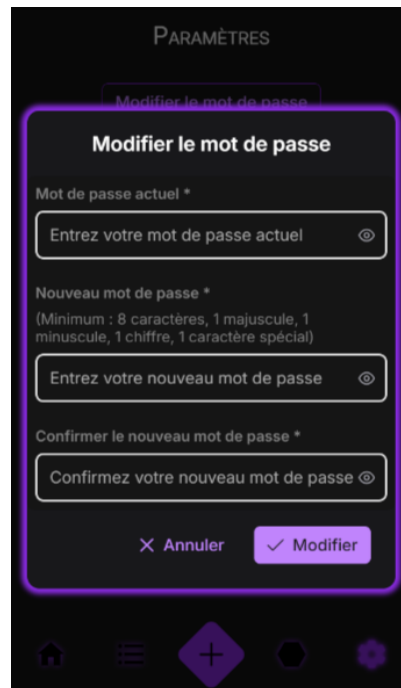 PARAMÈTRES
Modifier le mot de passe
Modifier le mot de passe
Mot de passe actuel *
Entrez votre mot de passe actuel
Nouveau mot de passe *
(Minimum : 8 caractères, 1 majuscule, 1
minuscule, 1 chiffre, 1 caractère spécial)
Entrez votre nouveau mot de passe
Confirmer le nouveau mot de passe *
Confirmez votre nouveau mot de passe
Annuler Modifier